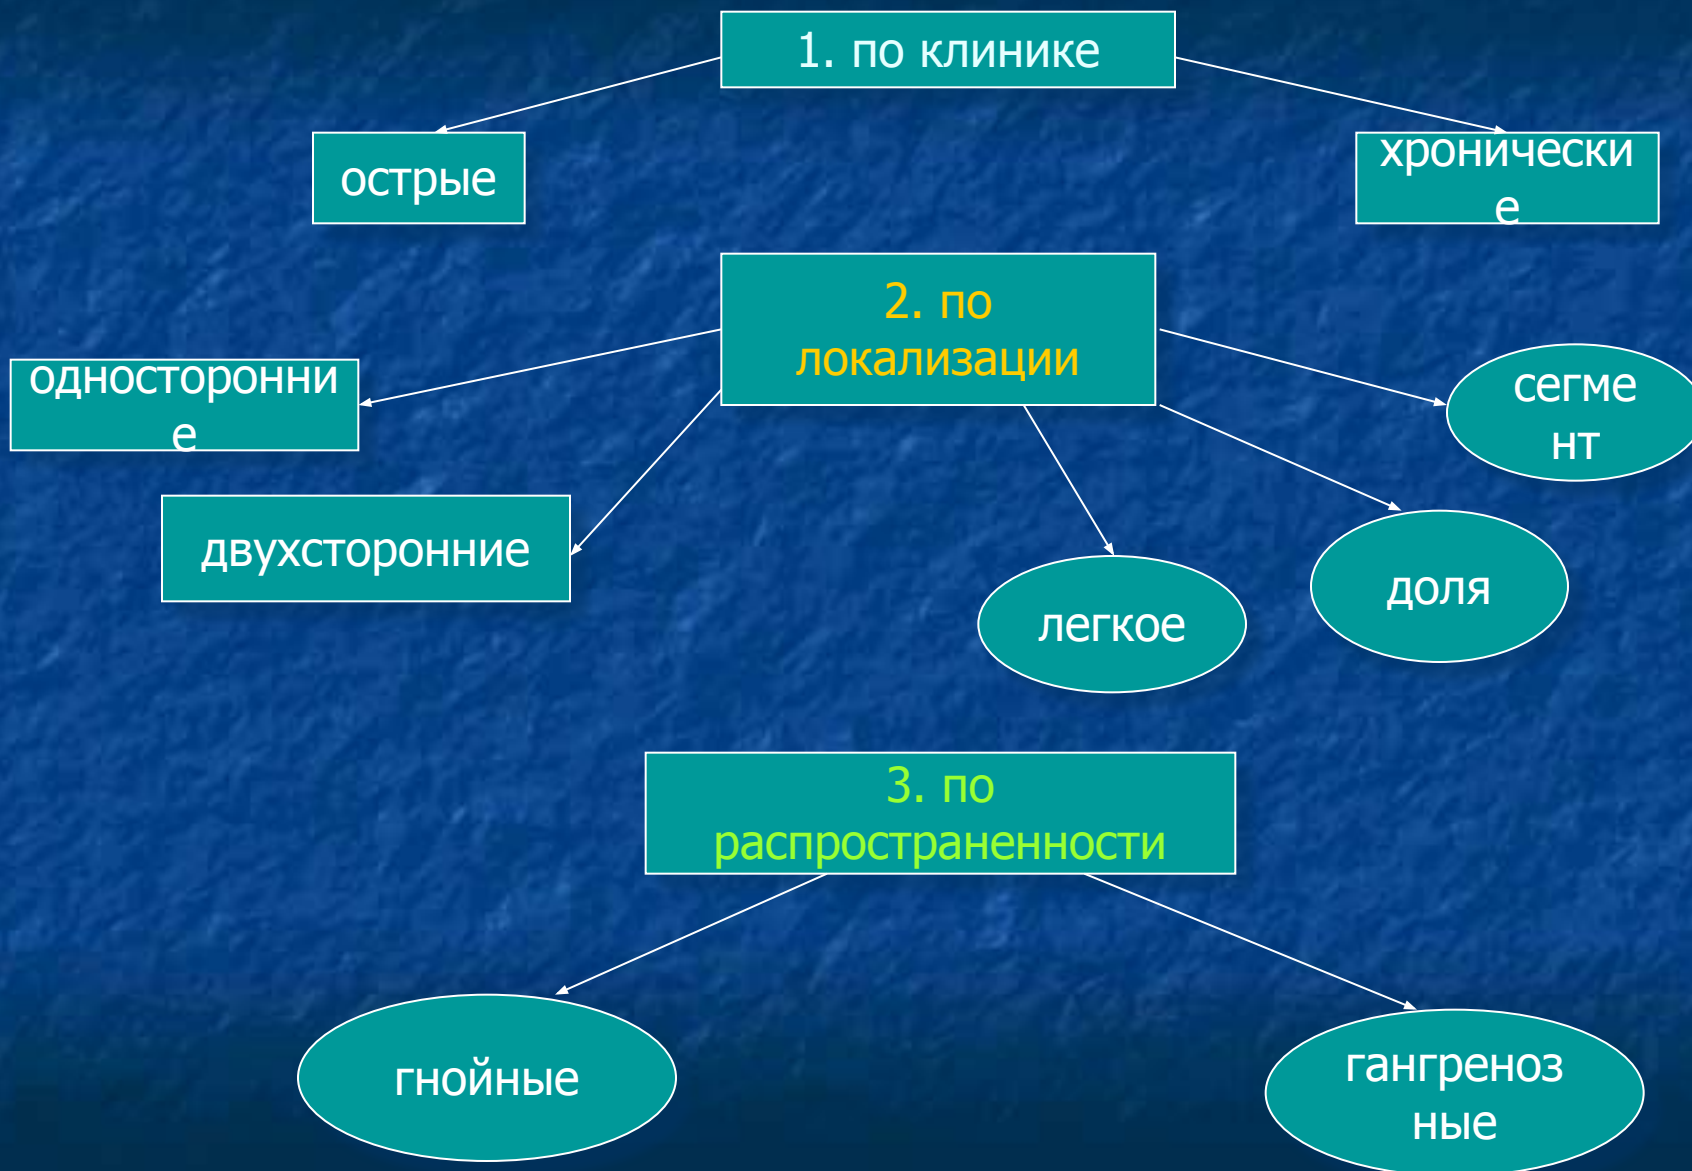 1. по клинике
острые
хронически
е
2. по
локализации
односторонни
е
двухсторонние
сегме
нт
доля
легкое
3. по
распространенности
гнойные
гангреноз
ные